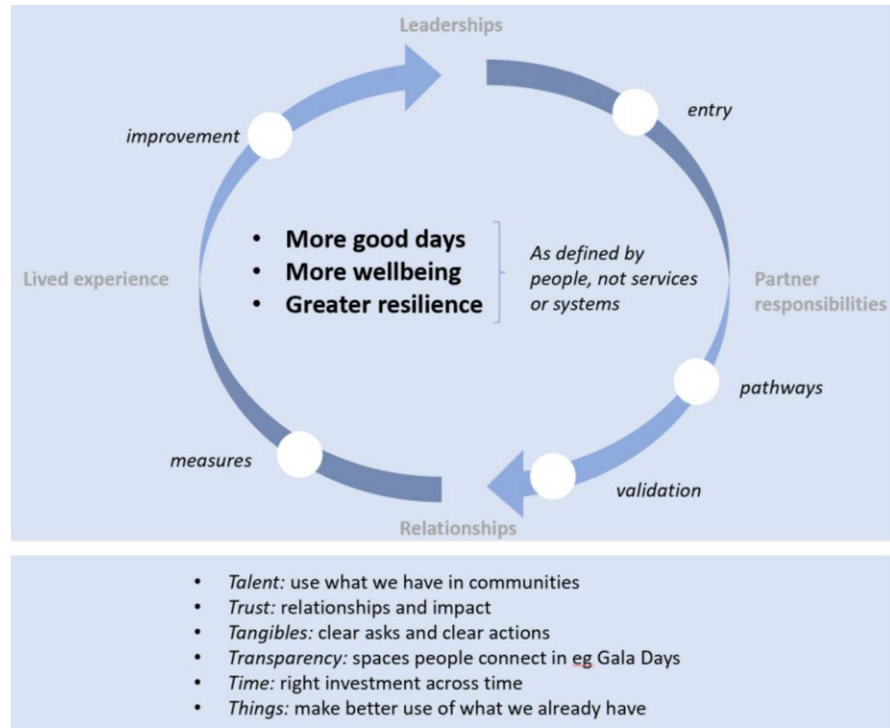 Leaderships
entry
improvement
• More good days
• More wellbeing
• Greater resilience
As defined by
people, not services
or systems
Lived experience
Partner
responsibilities
pathways
measures
validation
Relationships
• Talent: use what we have in communities
• Trust: relationships and impact
• Tangibles: clear asks and clear actions
• Transparency: spaces people connect in eg Gala Days
• Time: right investment across time
• Things: make better use of what we already have